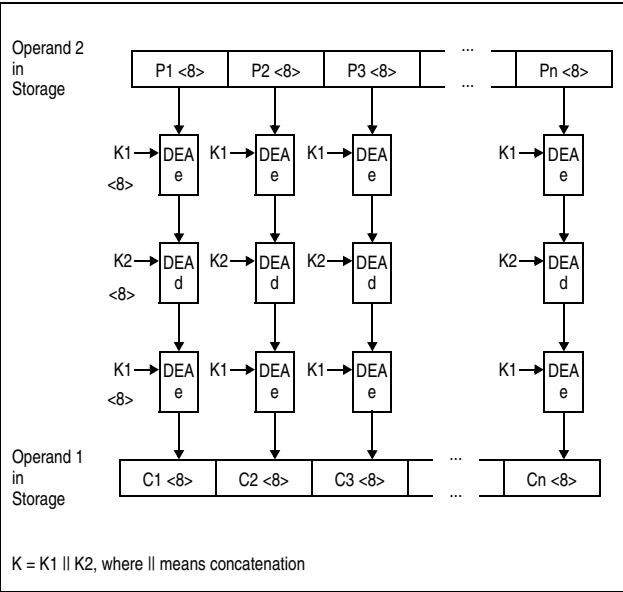 Operand 2
in
Storage
P1 <8> P2 <8> P3 <8> ... ... Pn <8>
K1 DEA e K1 DEA e K1 DEA e K1 DEA e
<8>
K2 DEA d K2 DEA d K2 DEA d K2 DEA d
<8>
K1 DEA e K1 DEA e K1 DEA e K1 DEA e
<8>
Operand 1
in
Storage
C1 <8> C2 <8> C3 <8> ... ... Cn <8>
K = K1 || K2, where || means concatenation